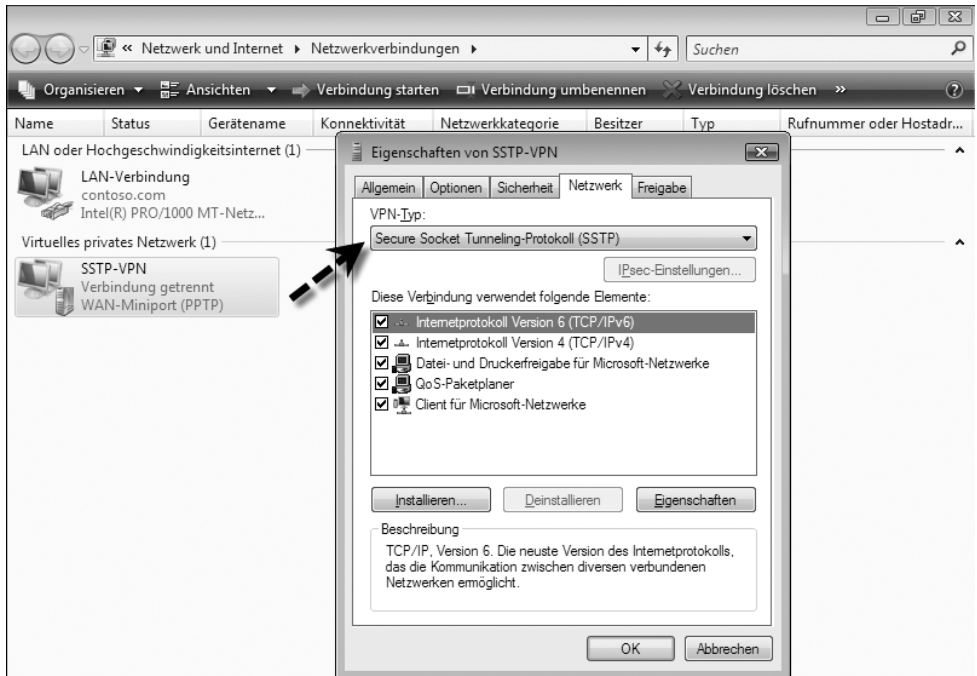 « Netzwerk und Internet Netzwerkverbindungen Suchen
Organisieren Ansichten Verbindung starten Verbindung umbenennen Verbindung löschen »
Name Status Gerätename Konnektivität Netzwerkkategorie Besitzer Typ Rufnummer oder Hostadr...
LAN oder Hochgeschwindigkeitsinternet (1)
LAN-Verbindung
contoso.com
Intel(R) PRO/1000 MT-Netz...
Virtuelles privates Netzwerk (1)
SSTP-VPN
Verbindung getrennt
WAN-Miniport (PPTP)
Eigenschaften von SSTP-VPN
Allgemein Optionen Sicherheit Netzwerk Freigabe
VPN-Typ:
Secure Socket Tunneling-Protokoll (SSTP)
IPsec-Einstellungen...
Diese Verbindung verwendet folgende Elemente:
Internetprotokoll Version 6 (TCP/IPv6)
Internetprotokoll Version 4 (TCP/IPv4)
Datei- und Druckerfreigabe für Microsoft-Netzwerke
QoS-Paketplaner
Client für Microsoft-Netzwerke
Installieren... Deinstallieren Eigenschaften
Beschreibung
TCP/IP, Version 6. Die neuste Version des Internetprotokolls,
das die Kommunikation zwischen diversen verbundenen
Netzwerken ermöglicht.
OK Abbrechen